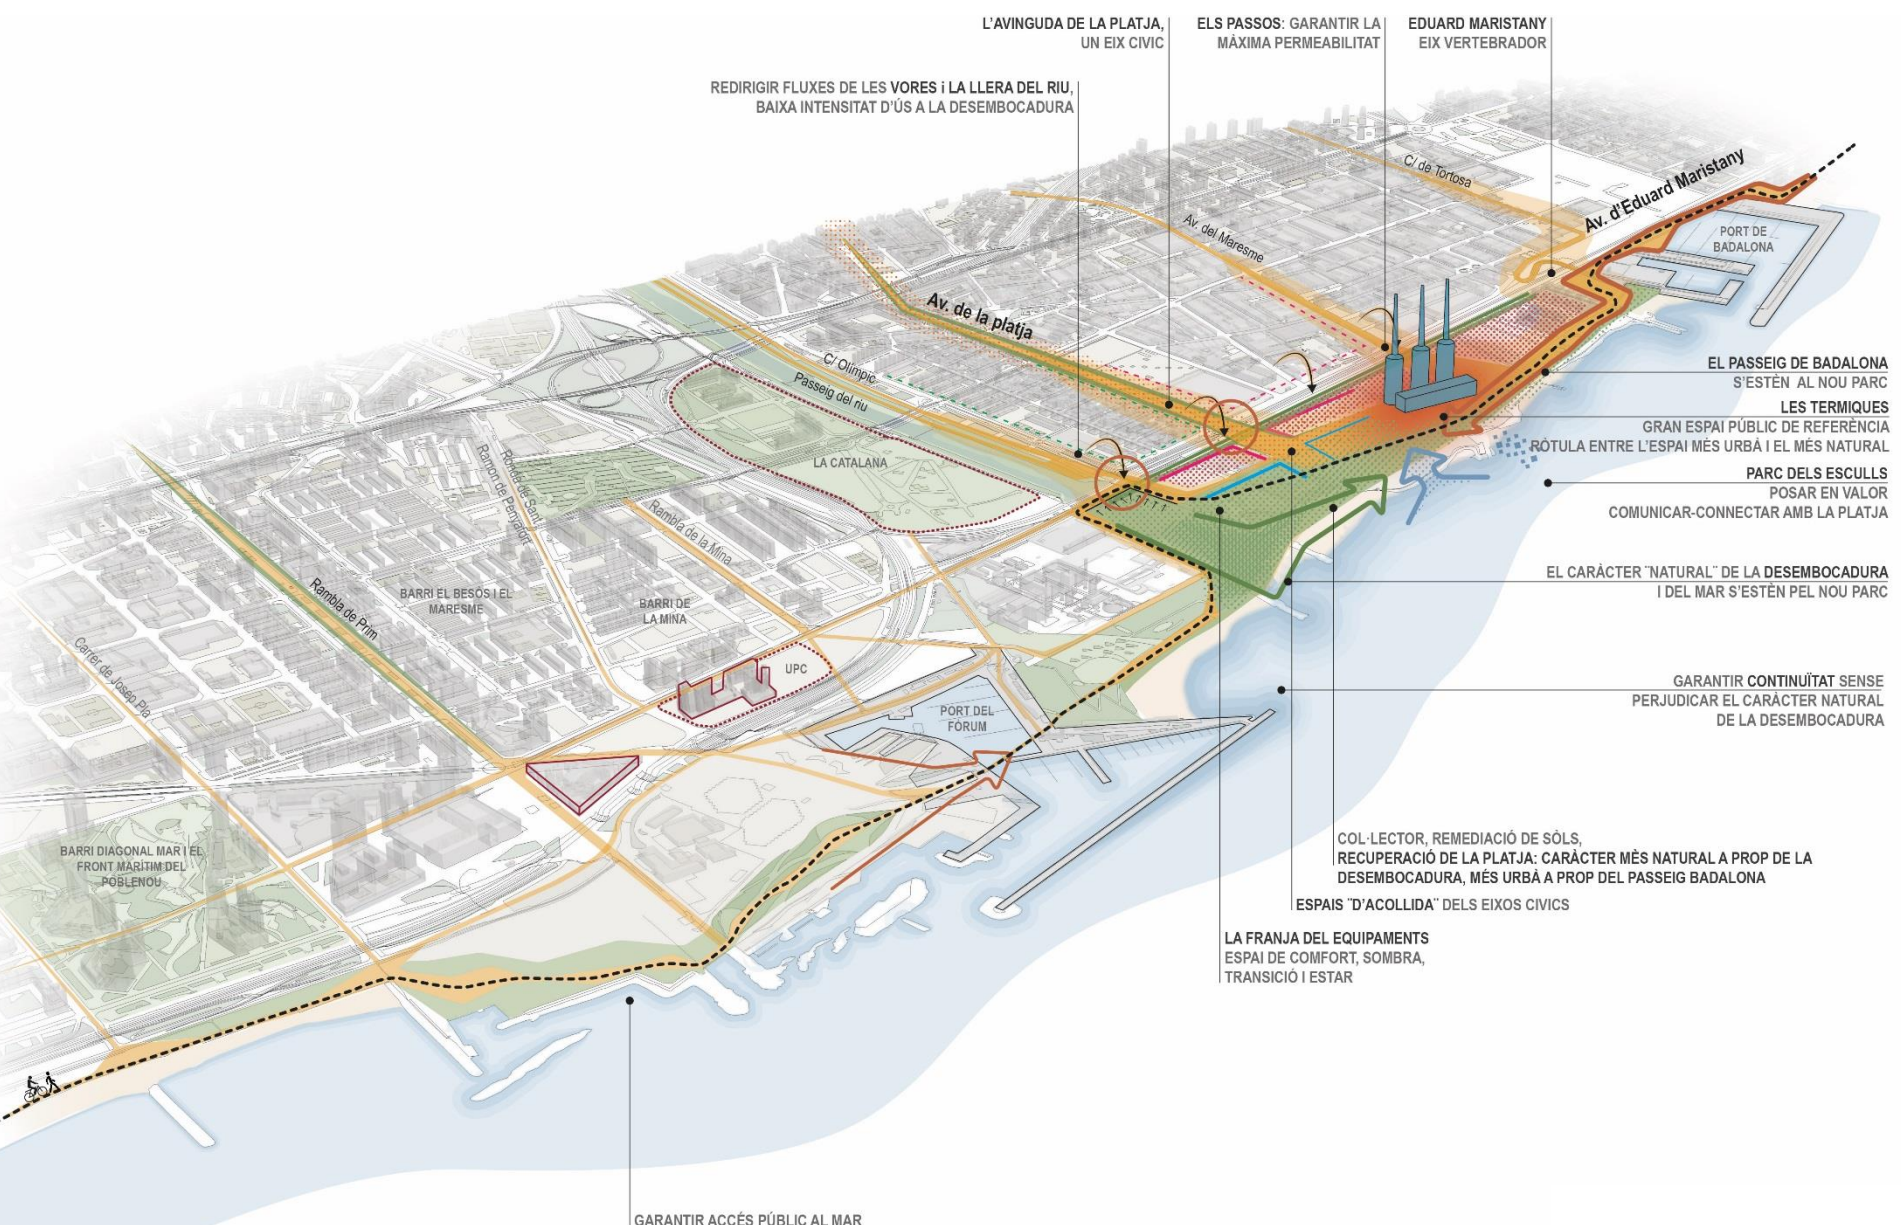 L'AVINGUDA DE LA PLATJA,
UN EIX CIVIC
ELS PASSOS: GARANTIR LA
MÀXIMA PERMEABILITAT
EDUARD MARISTANY
EIX VERTEBRADOR
REDIRIGIR FLUXES DE LES VORES i LA LLERA DEL RIU,
BAIXA INTENSITAT D'ÚS A LA DESEMBOCADURA
C/ de Tortosa
Av. d'Eduard Maristany
Av. del Maresme
PORT DE
BADALONA
Av. de la platja
C/ Olímpic
Passeig del riu
EL PASSEIG DE BADALONA
S'ESTÈN AL NOU PARC
LES TERMIQUES
GRAN ESPAI PÚBLIC DE REFERÈNCIA
RÒTULA ENTRE L'ESPAI MÈS URBÀ I EL MÈS NATURAL
LA CATALANA
PARC DELS ESCULLS
POSAR EN VALOR
COMUNICAR-CONNECTAR AMB LA PLATJA
Ronda de Sant
Ramon de Penyafort
Rambla de la Mina
EL CARÀCTER ¨NATURAL¨ DE LA DESEMBOCADURA
I DEL MAR S'ESTÈN PEL NOU PARC
Rambla de Prim
BARRI EL BESÒS I EL
MARESME
BARRI DE
LA MINA
Carrer de Josep Pla
UPC
GARANTIR CONTINUÏTAT SENSE
PERJUDICAR EL CARÀCTER NATURAL
DE LA DESEMBOCADURA
PORT DEL
FÒRUM
BARRI DIAGONAL MAR I EL
FRONT MARÍTIM DEL
POBLENOU
COL·LECTOR, REMEDIACIÓ DE SÒLS,
RECUPERACIÓ DE LA PLATJA: CARÀCTER MÈS NATURAL A PROP DE LA
DESEMBOCADURA, MÉS URBÀ A PROP DEL PASSEIG BADALONA
ESPAIS ¨D'ACOLLIDA¨ DELS EIXOS CIVICS
LA FRANJA DEL EQUIPAMENTS
ESPAI DE COMFORT, SOMBRA,
TRANSICIÓ I ESTAR
GARANTIR ACCÉS PÚBLIC AL MAR